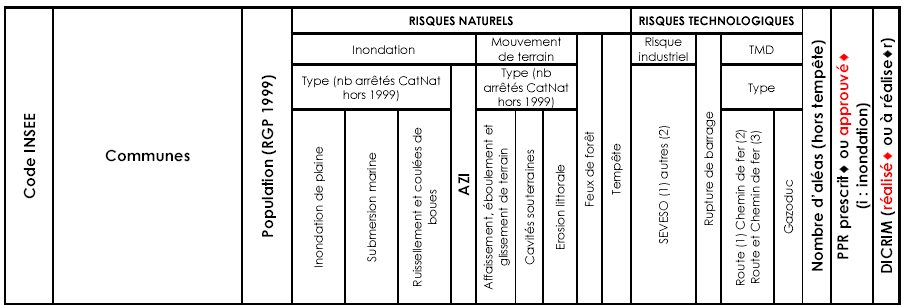 RISQUES NATURELS
RISQUES TECHNOLOGIQUES
Code INSEE
Communes
Population (RGP 1999)
Inondation
Mouvement
de terrain
Risque
industriel
TMD
Type (nb arrêtés CatNat
hors 1999)
Type (nb
arrêtés CatNat
hors 1999)
Type
Inondation de plaine
Submersion marine
Ruissellement et coulées de
boues
AZI
Affaissement, éboulement et
glissement de terrain
Cavités souterraines
Erosion littorale
Feux de forêt
Tempête
SEVESO (1) autres (2)
Rupture de barrage
Route (1) Chemin de fer (2)
Route et Chemin de fer (3)
Gazoduc
Nombre d'aléas (hors tempête)
PPR prescrit♦ ou approuvé♦
(i : inondation)
DICRIM (réalisé♦ ou à réalise♦r)